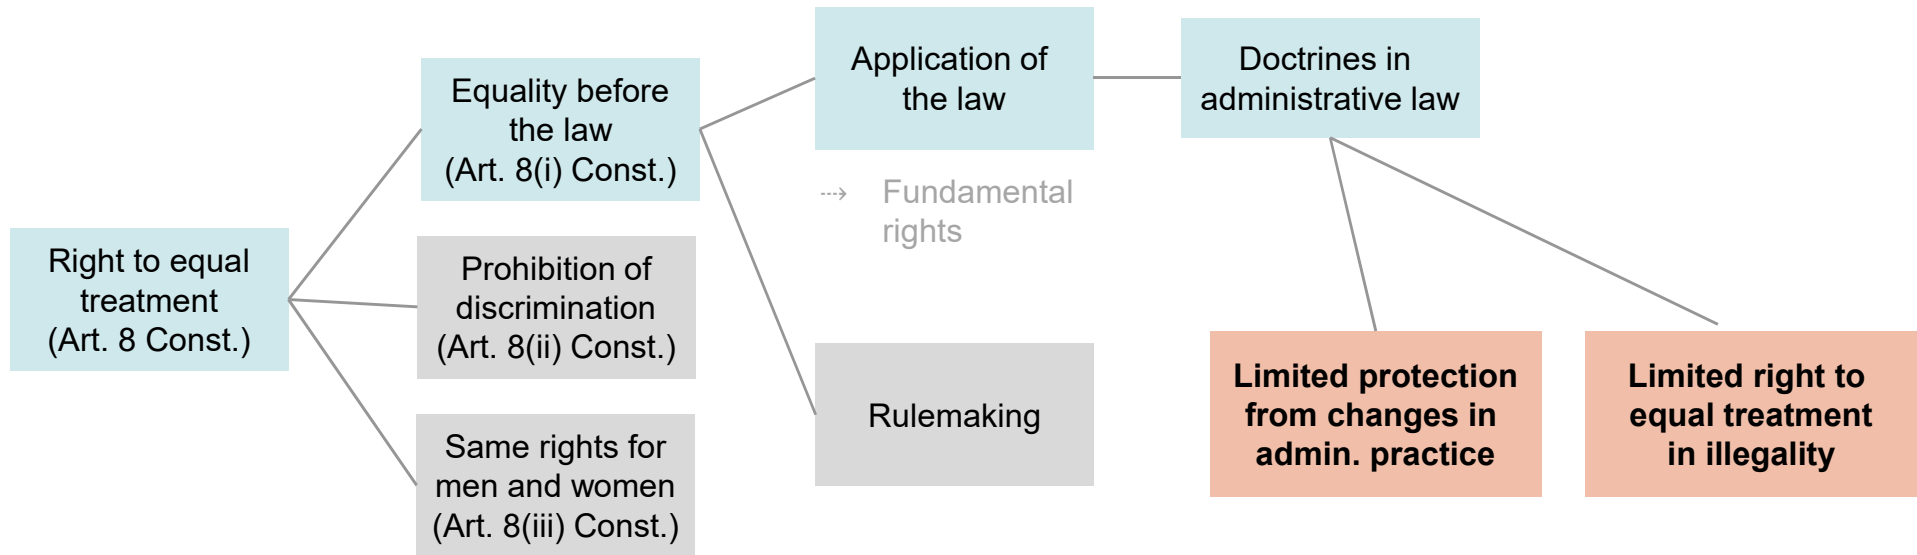 Right to equal
treatment
(Art. 8 Const.)
Equality before
the law
(Art. 8(i) Const.)
Prohibition of
discrimination
(Art. 8(ii) Const.)
Same rights for
men and women
(Art. 8(iii) Const.)
Application of
the law
⤏ Fundamental
rights
Rulemaking
Doctrines in
administrative law
Limited protection
from changes in
admin. practice
Limited right to
equal treatment
in illegality